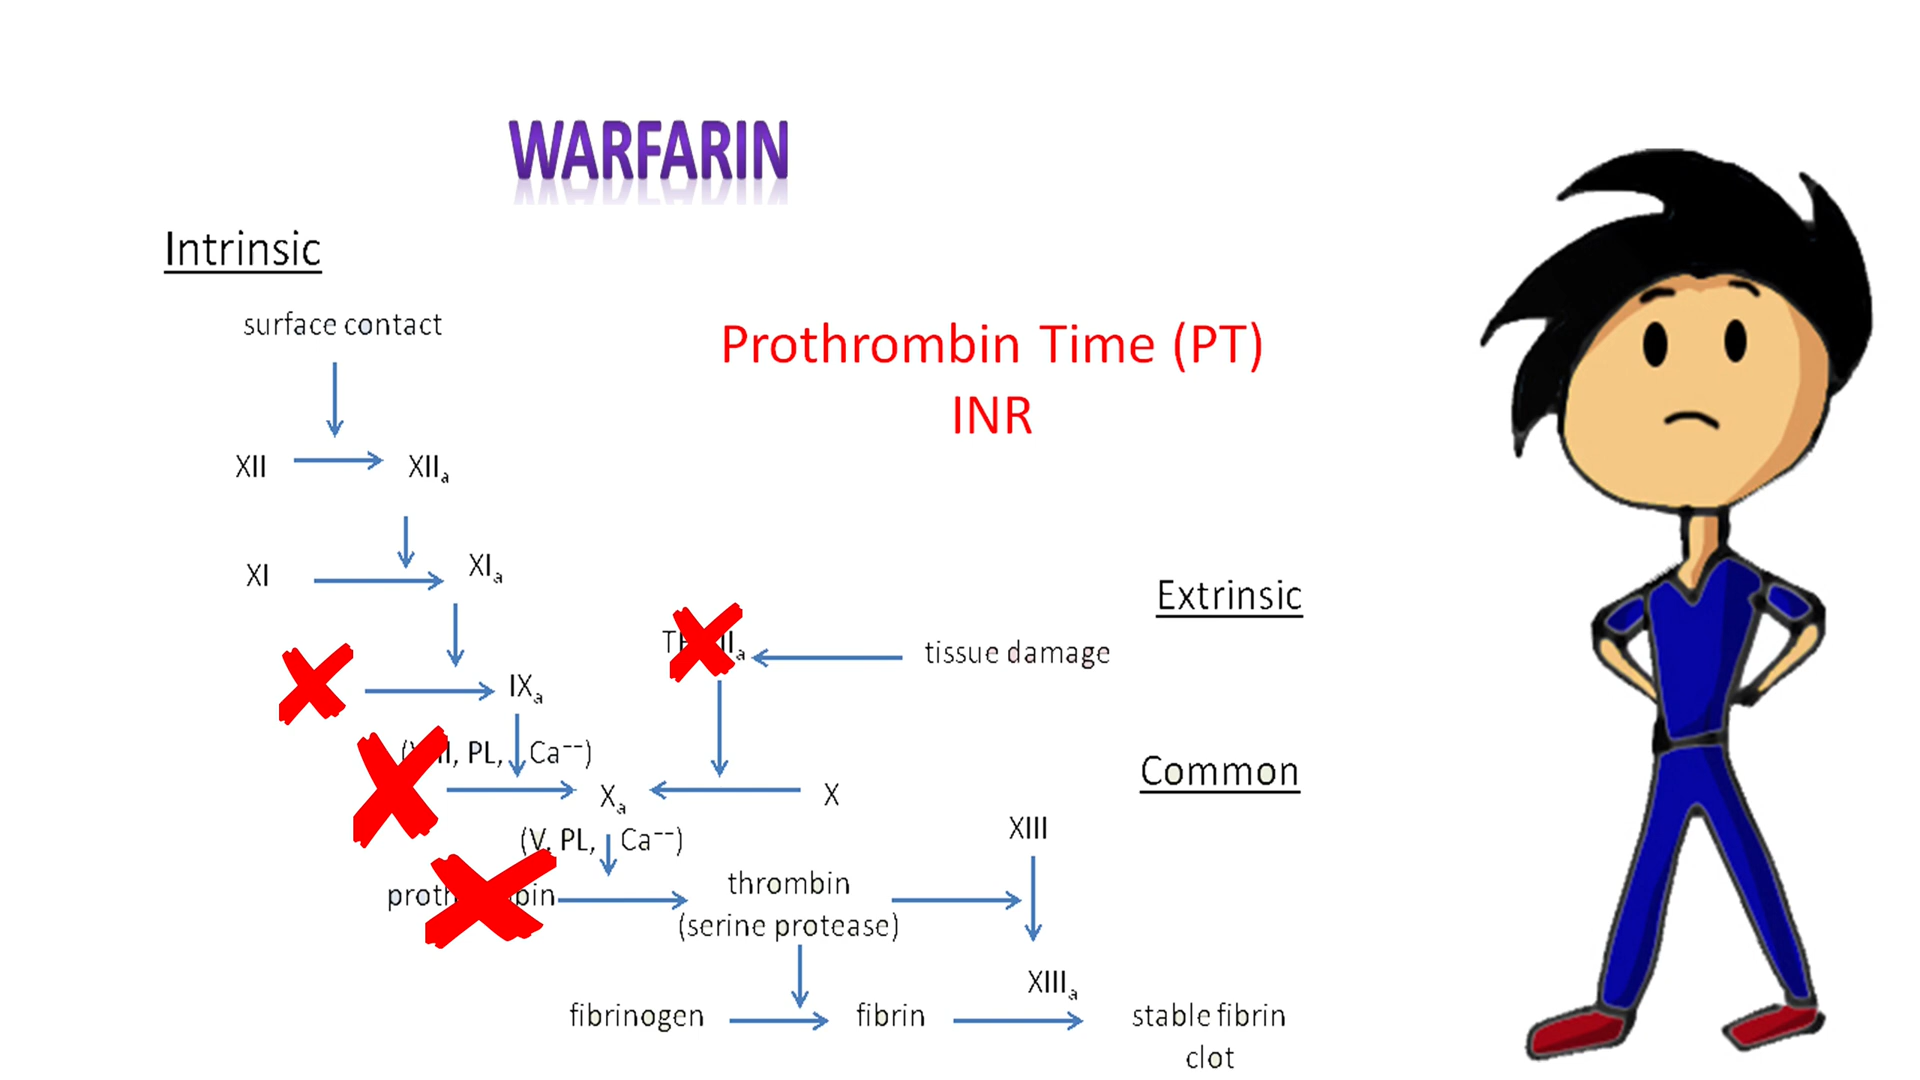 WARFARIN
Intrinsic
surface contact
Prothrombin Time (PT)
INR
XII
XIIa
XI
XIa
Extrinsic
tissue damage
IXa
PL, Ca−−)
Common
Xa
X
(V, PL, Ca−−)
XIII
thrombin
(serine protease)
XIIIa
fibrinogen
fibrin
stable fibrin
clot